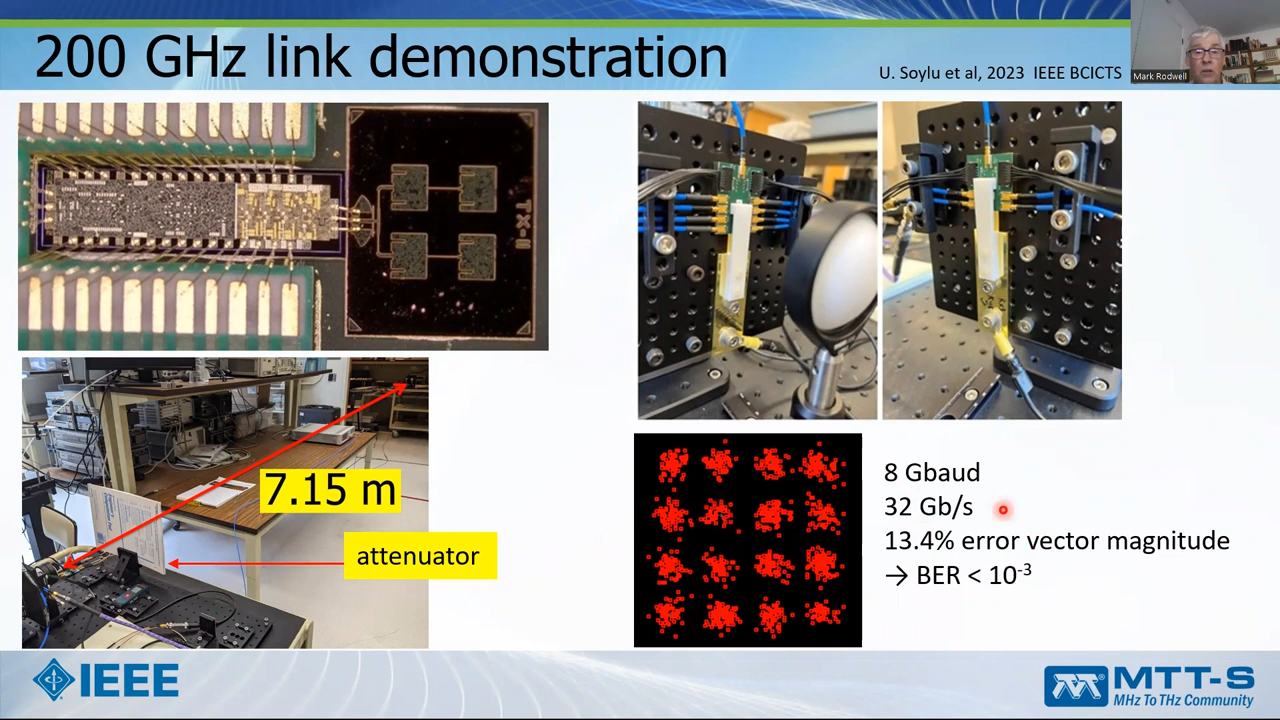 200 GHz link demonstration
U. Soylu et al, 2023 IEEE BCICTS
Mark Rodwell
TX-II
7.15 m
attenuator
8 Gbaud
32 Gb/s
13.4% error vector magnitude
→ BER < 10⁻³
IEEE
MTT-S
MHz To THz Community